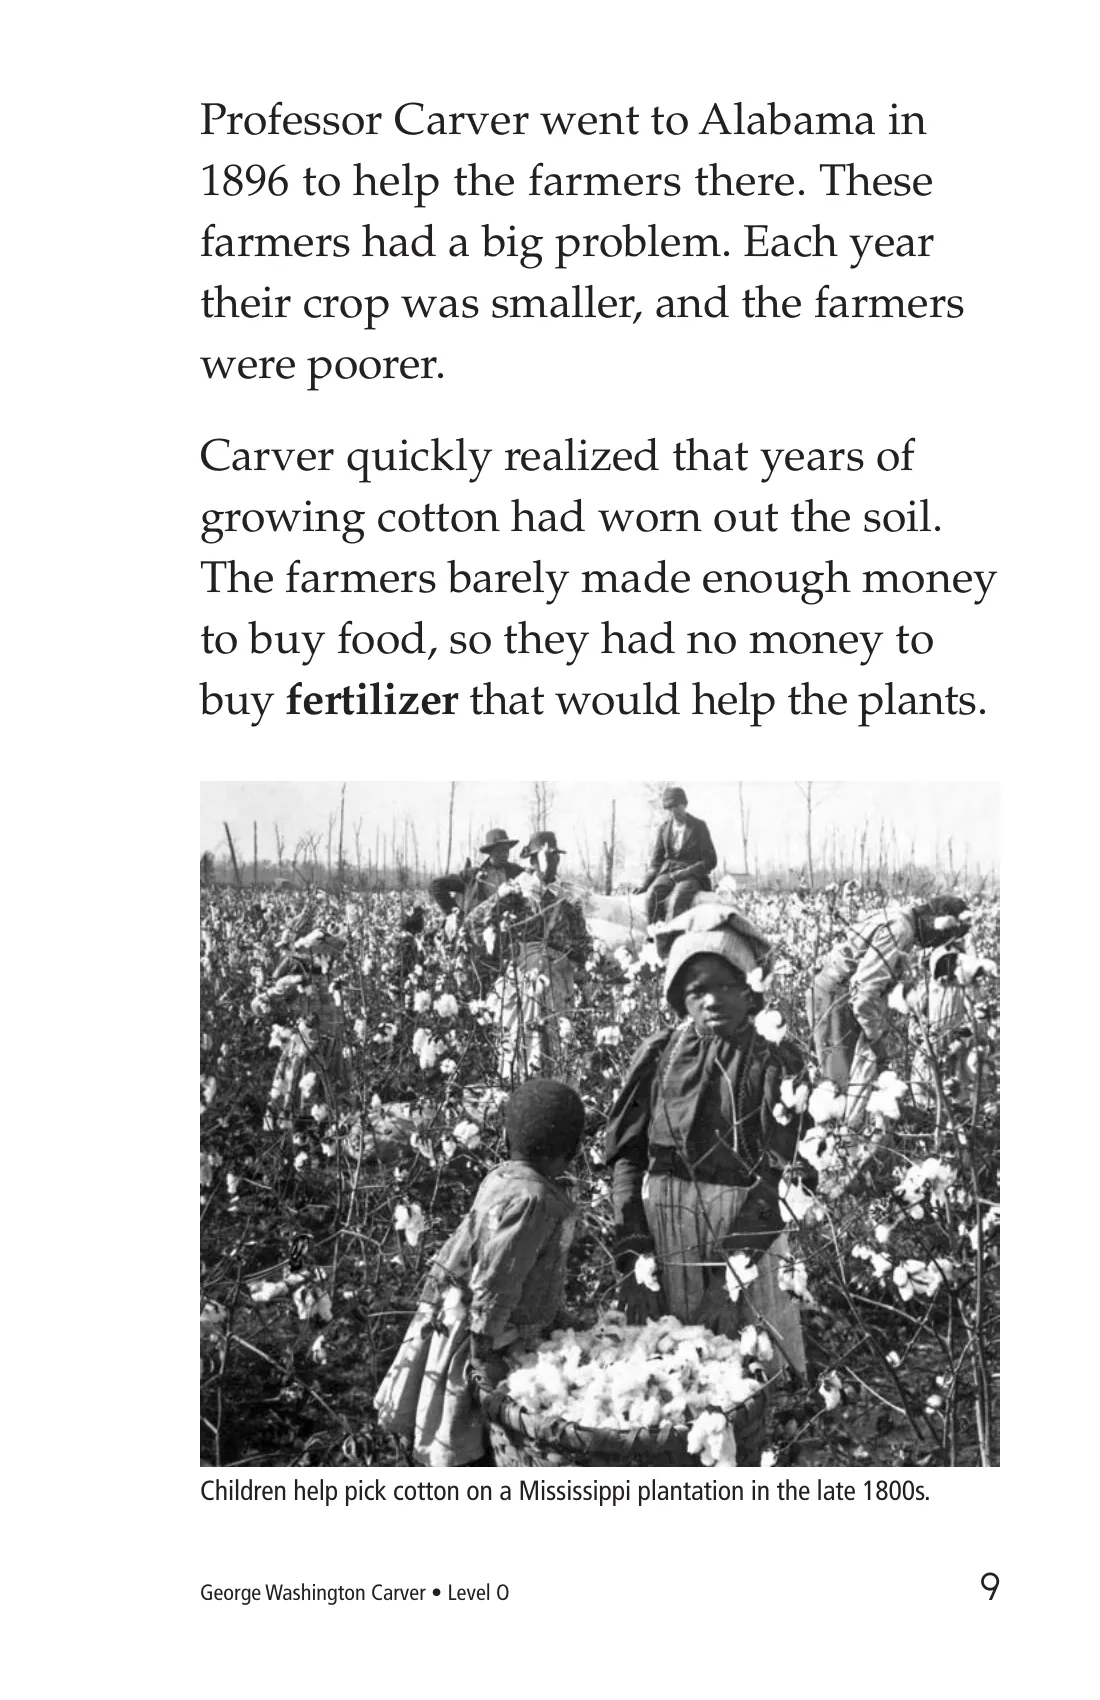 Professor Carver went to Alabama in
1896 to help the farmers there. These
farmers had a big problem. Each year
their crop was smaller, and the farmers
were poorer.
Carver quickly realized that years of
growing cotton had worn out the soil.
The farmers barely made enough money
to buy food, so they had no money to
buy fertilizer that would help the plants.
Children help pick cotton on a Mississippi plantation in the late 1800s.
George Washington Carver • Level O
9